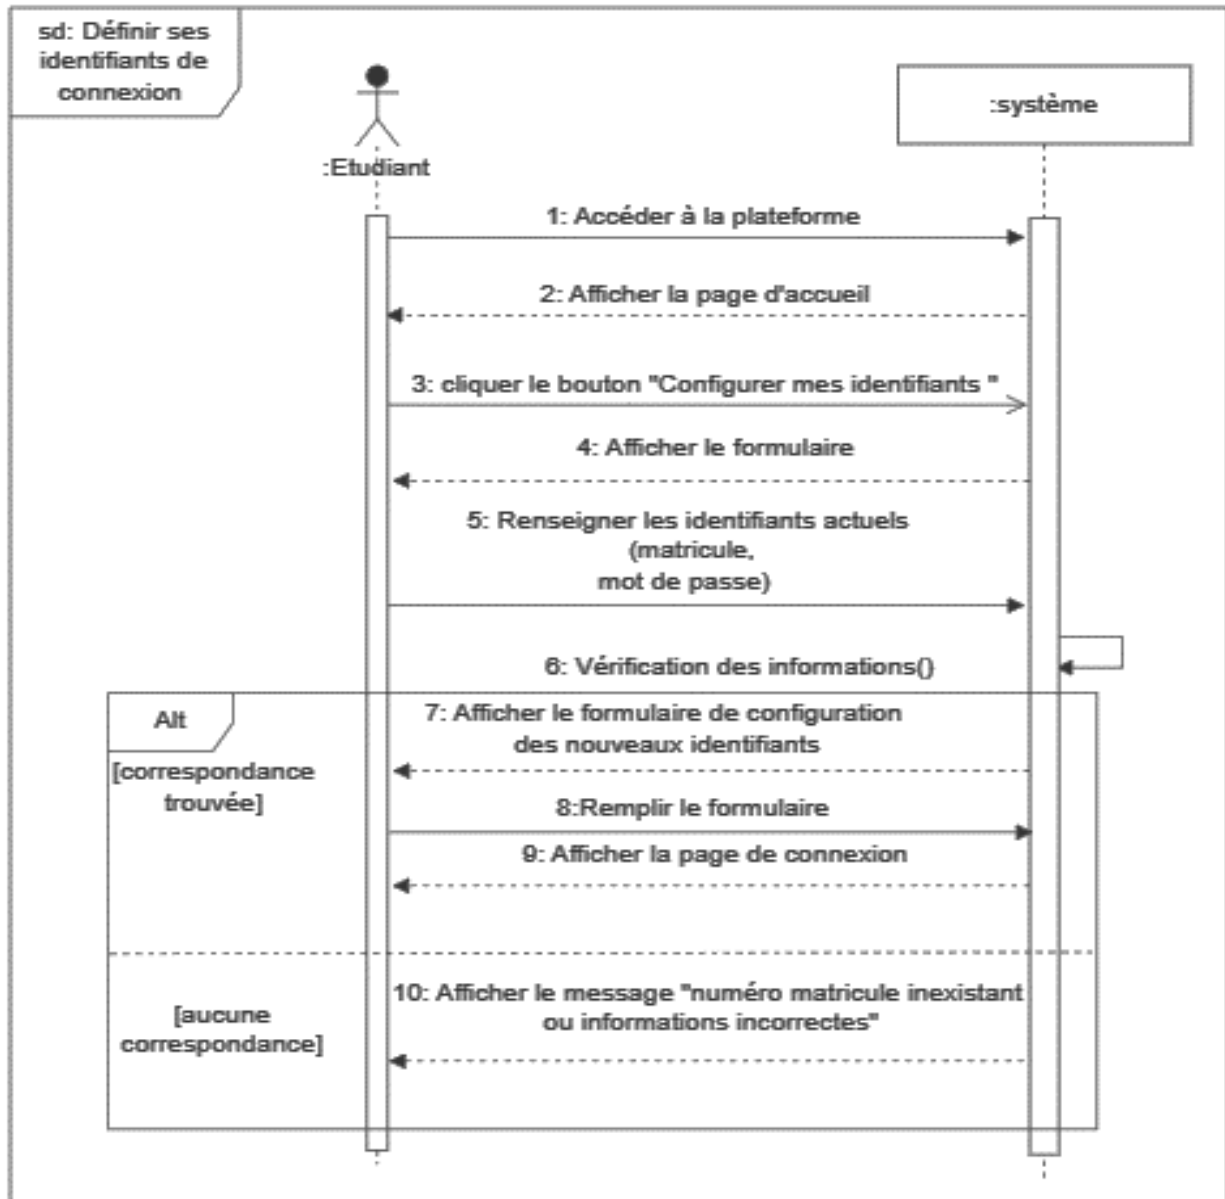 sd: Définir ses
identifiants de
connexion
:système
:Etudiant
1: Accéder à la plateforme
2: Afficher la page d'accueil
3: cliquer le bouton "Configurer mes identifiants "
4: Afficher le formulaire
5: Renseigner les identifiants actuels
(matricule,
mot de passe)
6: Vérification des informations()
Alt
7: Afficher le formulaire de configuration
des nouveaux identifiants
[correspondance
trouvée]
8:Remplir le formulaire
9: Afficher la page de connexion
10: Afficher le message "numéro matricule inexistant
ou informations incorrectes"
[aucune
correspondance]